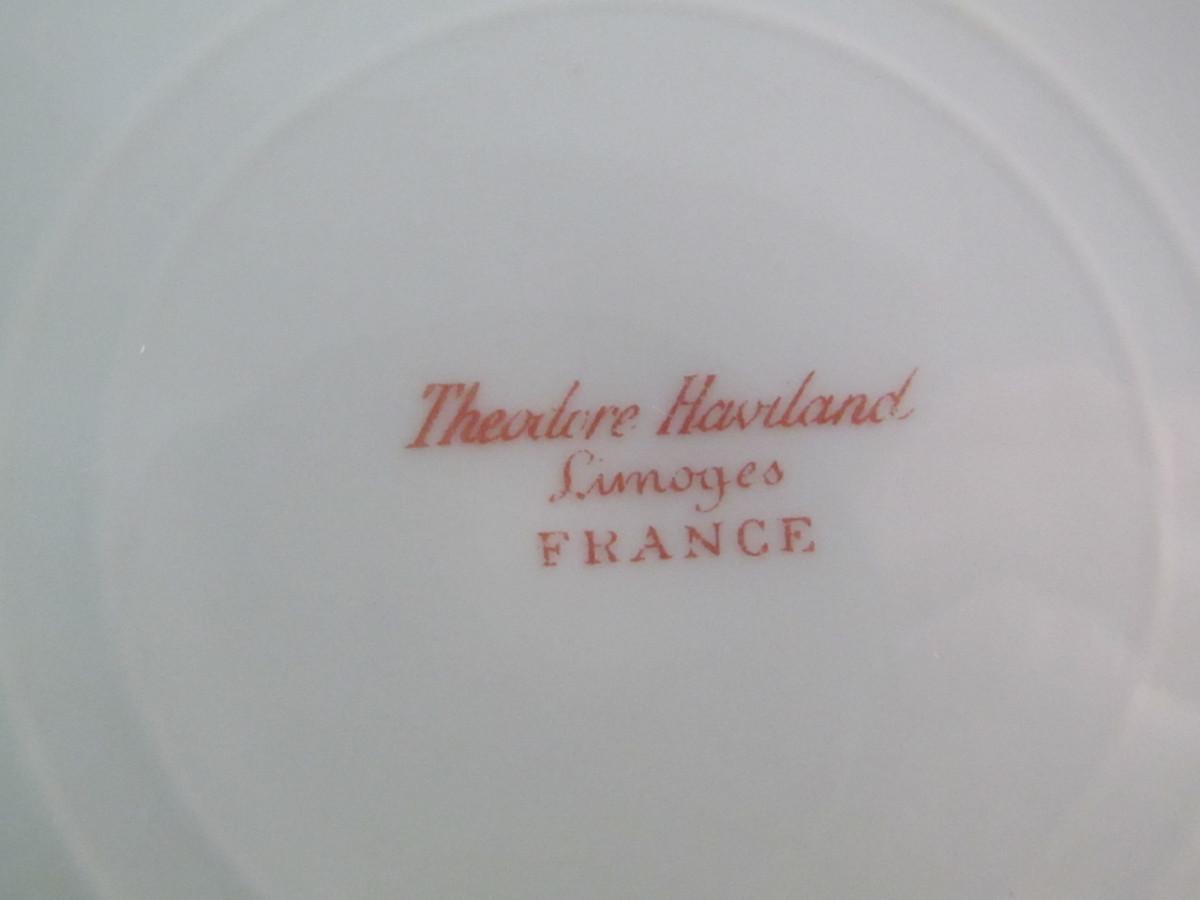 Theodore Haviland
Limoges
FRANCE